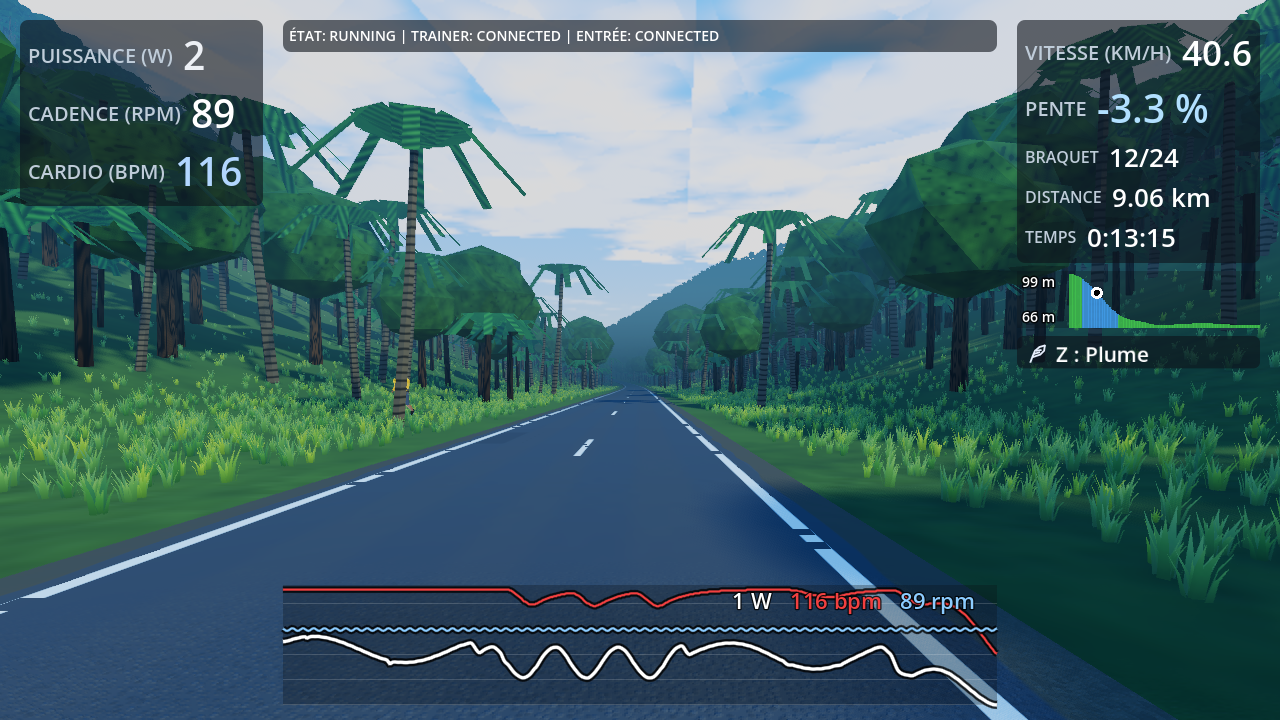 PUISSANCE (W) 2
CADENCE (RPM) 89
CARDIO (BPM) 116
ÉTAT: RUNNING | TRAINER: CONNECTED | ENTRÉE: CONNECTED
VITESSE (KM/H) 40.6
PENTE -3.3 %
BRAQUET 12/24
DISTANCE 9.06 km
TEMPS 0:13:15
99 m
66 m
Z : Plume
1 W 116 bpm 89 rpm